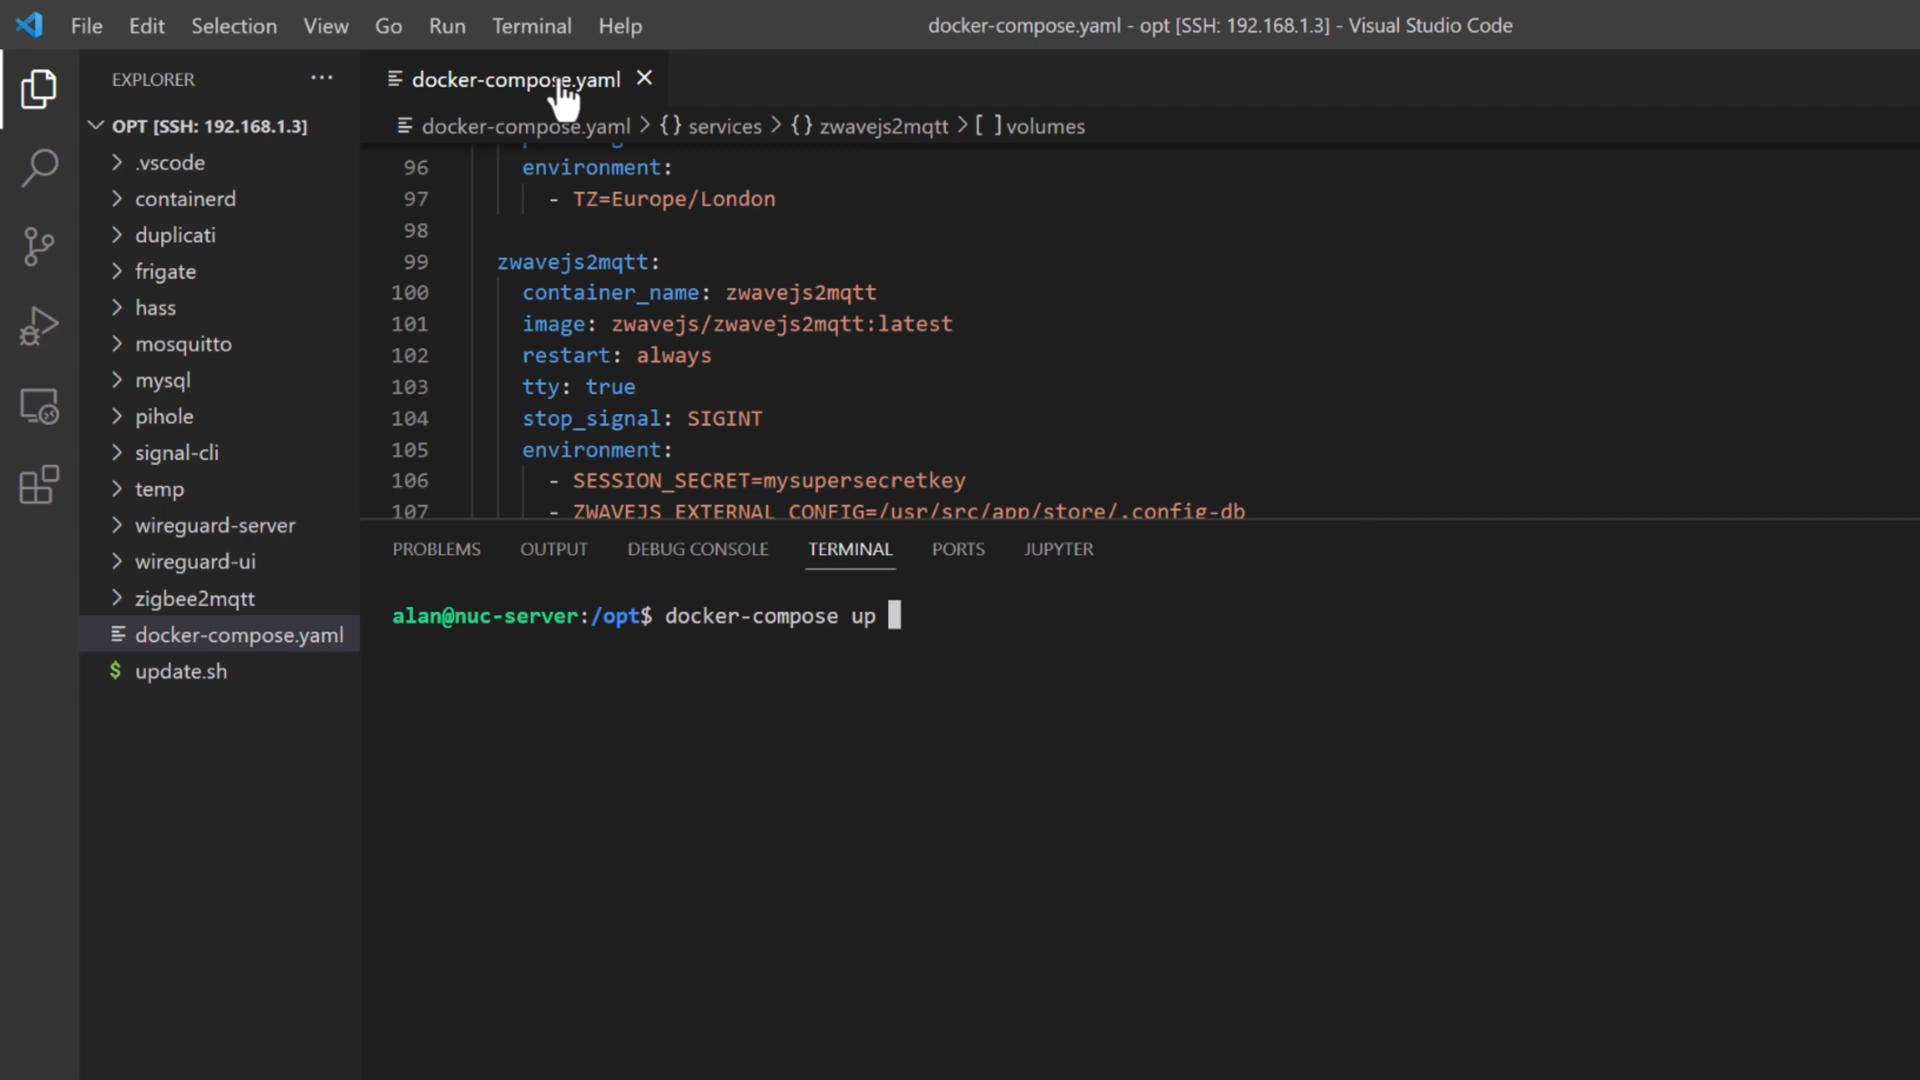 File Edit Selection View Go Run Terminal Help
docker-compose.yaml - opt [SSH: 192.168.1.3] - Visual Studio Code
EXPLORER ···
OPT [SSH: 192.168.1.3]
.vscode
containerd
duplicati
frigate
hass
mosquitto
mysql
pihole
signal-cli
temp
wireguard-server
wireguard-ui
zigbee2mqtt
docker-compose.yaml
$ update.sh
docker-compose.yaml
docker-compose.yaml > {} services > {} zwavejs2mqtt > [ ] volumes
96 environment:
97 - TZ=Europe/London
98
99 zwavejs2mqtt:
100 container_name: zwavejs2mqtt
101 image: zwavejs/zwavejs2mqtt:latest
102 restart: always
103 tty: true
104 stop_signal: SIGINT
105 environment:
106 - SESSION_SECRET=mysupersecretkey
107 - ZWAVEJS_EXTERNAL_CONFIG=/usr/src/app/store/.config-db
PROBLEMS OUTPUT DEBUG CONSOLE TERMINAL PORTS JUPYTER
alan@nuc-server:/opt$ docker-compose up